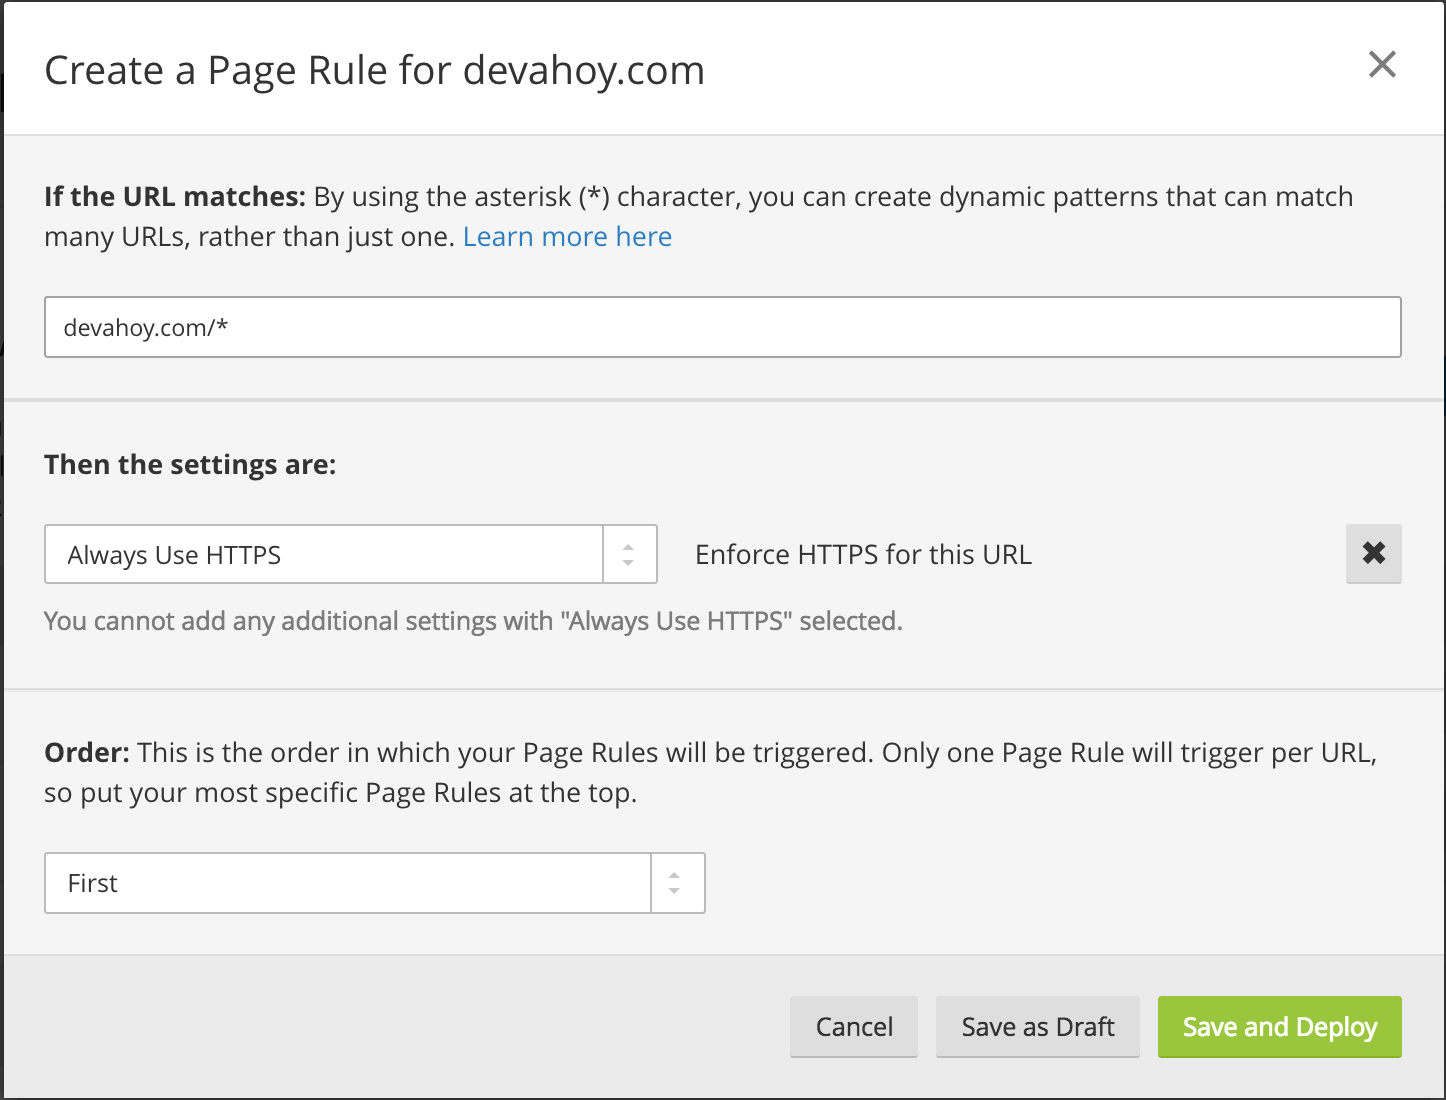 Create a Page Rule for devahoy.com
If the URL matches: By using the asterisk (*) character, you can create dynamic patterns that can match
many URLs, rather than just one. Learn more here
devahoy.com/*
Then the settings are:
Always Use HTTPS
Enforce HTTPS for this URL
You cannot add any additional settings with "Always Use HTTPS" selected.
Order: This is the order in which your Page Rules will be triggered. Only one Page Rule will trigger per URL,
so put your most specific Page Rules at the top.
First
Cancel
Save as Draft
Save and Deploy